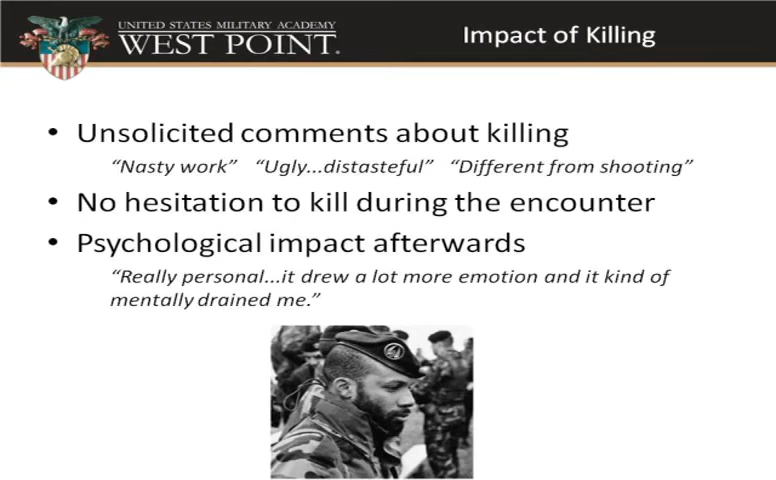 UNITED STATES MILITARY ACADEMY
WEST POINT.
Impact of Killing
• Unsolicited comments about killing
“Nasty work” “Ugly...distasteful” “Different from shooting”
• No hesitation to kill during the encounter
• Psychological impact afterwards
“Really personal...it drew a lot more emotion and it kind of
mentally drained me.”